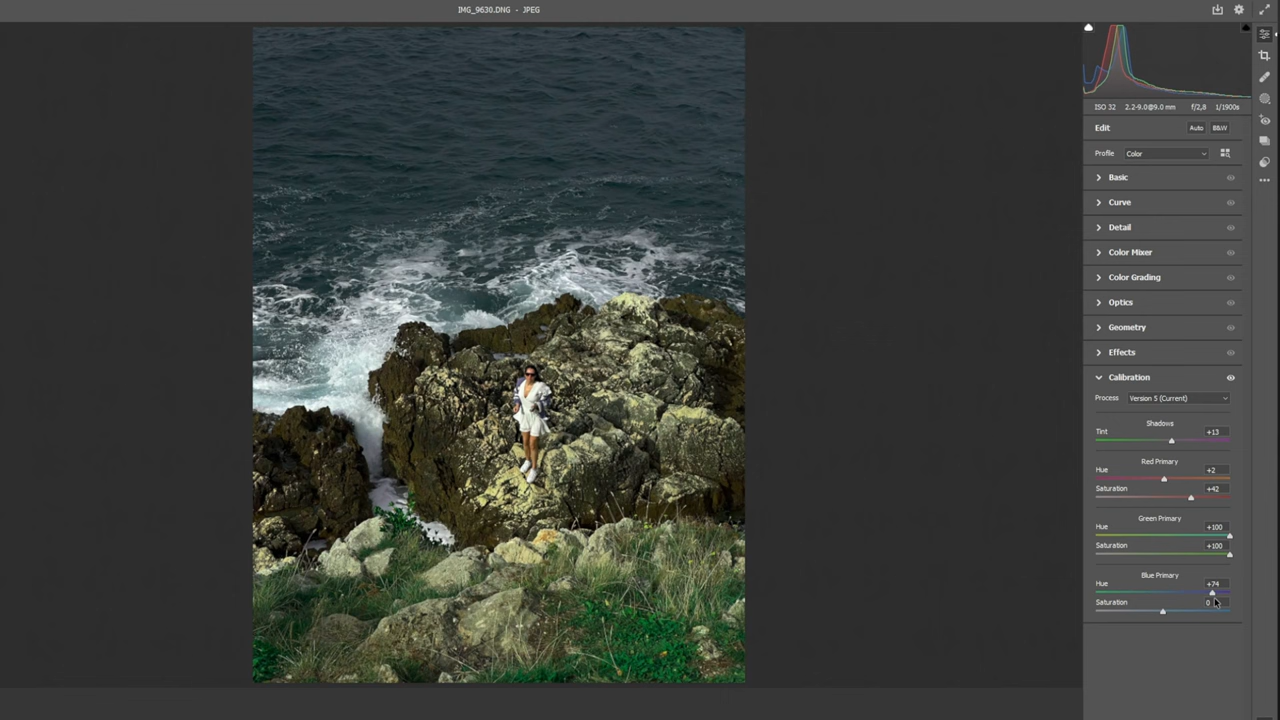 IMG_9630.DNG - JPEG
ISO 32 2.2-9.0@9.0 mm f/2,8 1/1900s
Edit Auto B&W
Profile Color
Basic
Curve
Detail
Color Mixer
Color Grading
Optics
Geometry
Effects
Calibration
Process Version 5 (Current)
Shadows
Tint +13
Red Primary
Hue +2
Saturation +42
Green Primary
Hue +100
Saturation +100
Blue Primary
Hue +74
Saturation 0